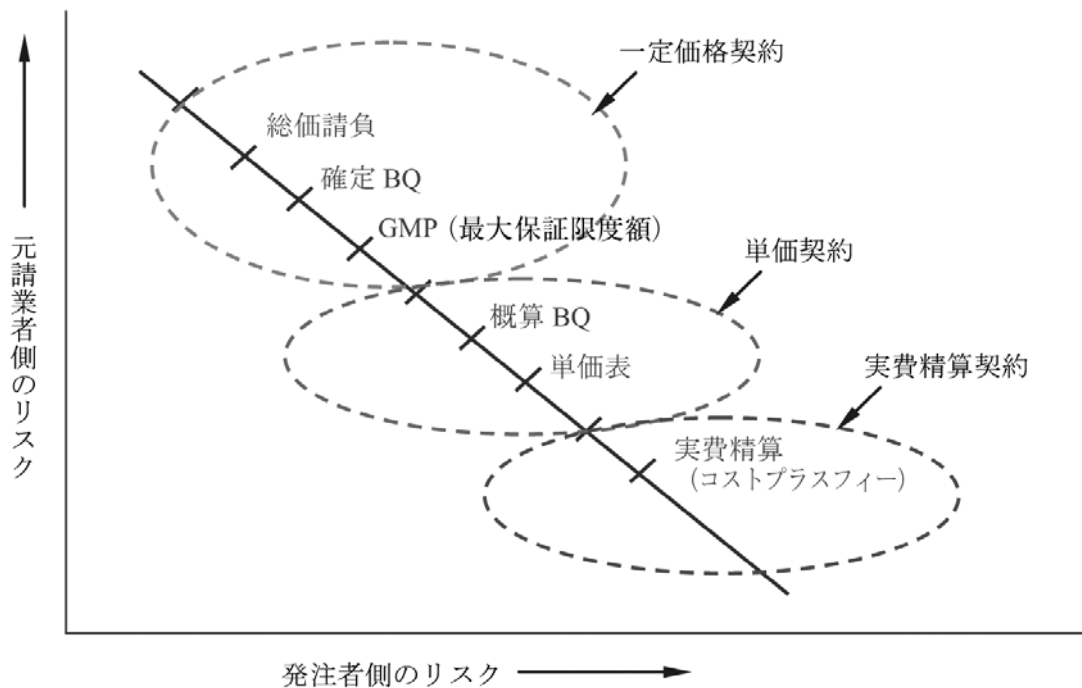 一定価格契約
総価請負
確定 BQ
GMP（最大保証限度額）
単価契約
概算 BQ
単価表
実費精算契約
実費精算
（コストプラスフィー）
元請業者側のリスク
発注者側のリスク